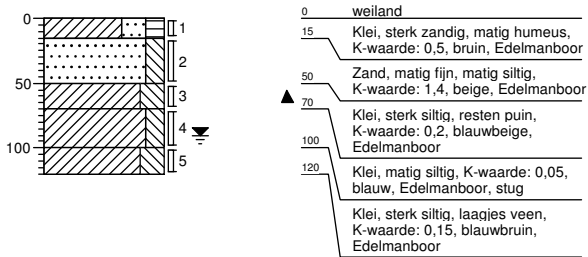 0
50
100
1
2
3
4
5
0 weiland
15 Klei, sterk zandig, matig humeus,
K-waarde: 0,5, bruin, Edelmanboor
50 Zand, matig fijn, matig siltig,
K-waarde: 1,4, beige, Edelmanboor
70 Klei, sterk siltig, resten puin,
K-waarde: 0,2, blauwbeige,
Edelmanboor
100 Klei, matig siltig, K-waarde: 0,05,
blauw, Edelmanboor, stug
120 Klei, sterk siltig, laagjes veen,
K-waarde: 0,15, blauwbruin,
Edelmanboor